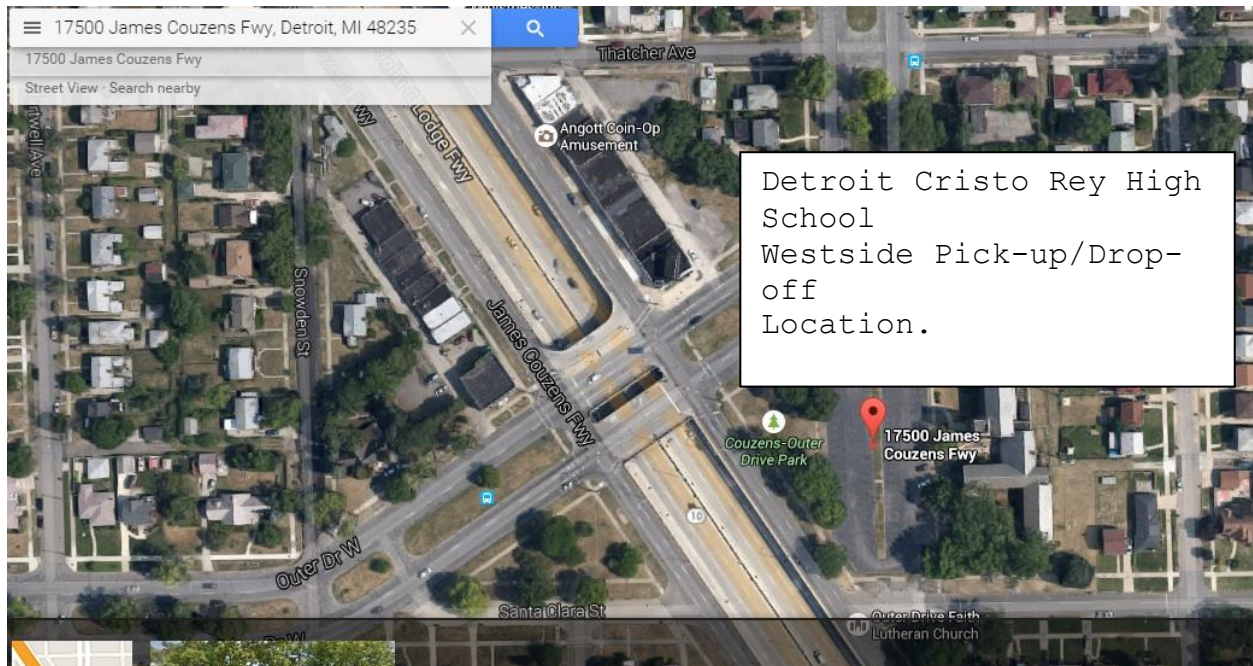 17500 James Couzens Fwy, Detroit, MI 48235
17500 James Couzens Fwy
Street View · Search nearby
Thatcher Ave
Lodge Fwy
Angott Coin-Op
Amusement
Detroit Cristo Rey High
School
Westside Pick-up/Drop-
off
Location.
Snowden St
James Couzens Fwy
Couzens-Outer
Drive Park
17500 James
Couzens Fwy
10
Outer Dr W
Santa Clara St
Outer Drive Faith
Lutheran Church